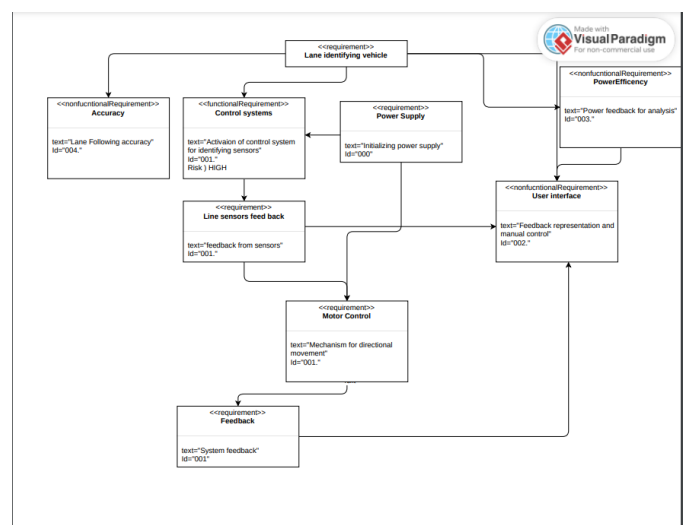 Made with
VisualParadigm
For non-commercial use
<<requirement>>
Lane identifying vehicle
<<nonfucntionalRequirement>>
Accuracy
text="Lane Following accuracy"
Id="004."
<<functionalRequirement>>
Control systems
text="Activaion of contrtol system
for identifying sensors"
Id="001."
Risk ) HIGH
<<requirement>>
Power Supply
text="Initializing power supply"
Id="000"
<<nonfucntionalRequirement>>
PowerEfficency
text="Power feedback for analysis"
Id="003."
<<requirement>>
Line sensors feed back
text="feedback from sensors"
Id="001."
<<nonfunctionalRequirement>>
User interface
text="Feedback representation and
manual control"
Id="002."
<<requirement>>
Motor Control
text="Mechanism for directional
movement"
Id="001."
<<requirement>>
Feedback
text="System feedback"
Id="001"